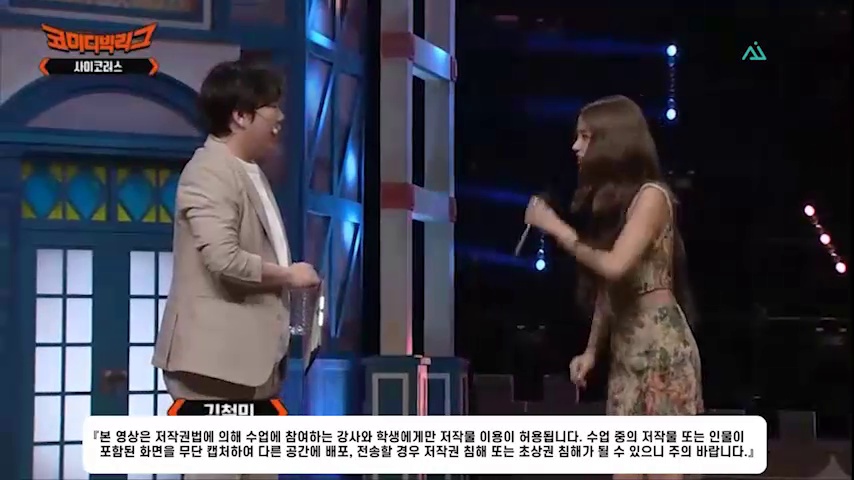 코미디빅리그
사이코러스
『본 영상은 저작권법에 의해 수업에 참여하는 강사와 학생에게만 저작물 이용이 허용됩니다. 수업 중의 저작물 또는 인물이
포함된 화면을 무단 캡처하여 다른 공간에 배포, 전송할 경우 저작권 침해 또는 초상권 침해가 될 수 있으니 주의 바랍니다.』